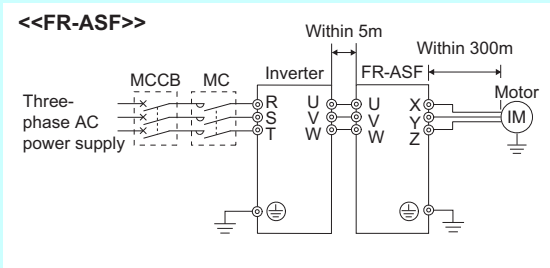 <<FR-ASF>>
Within 5m
Within 300m
MCCB MC Inverter FR-ASF Motor
Three-
phase AC
power supply
R U U X
S V V Y IM
T W W Z